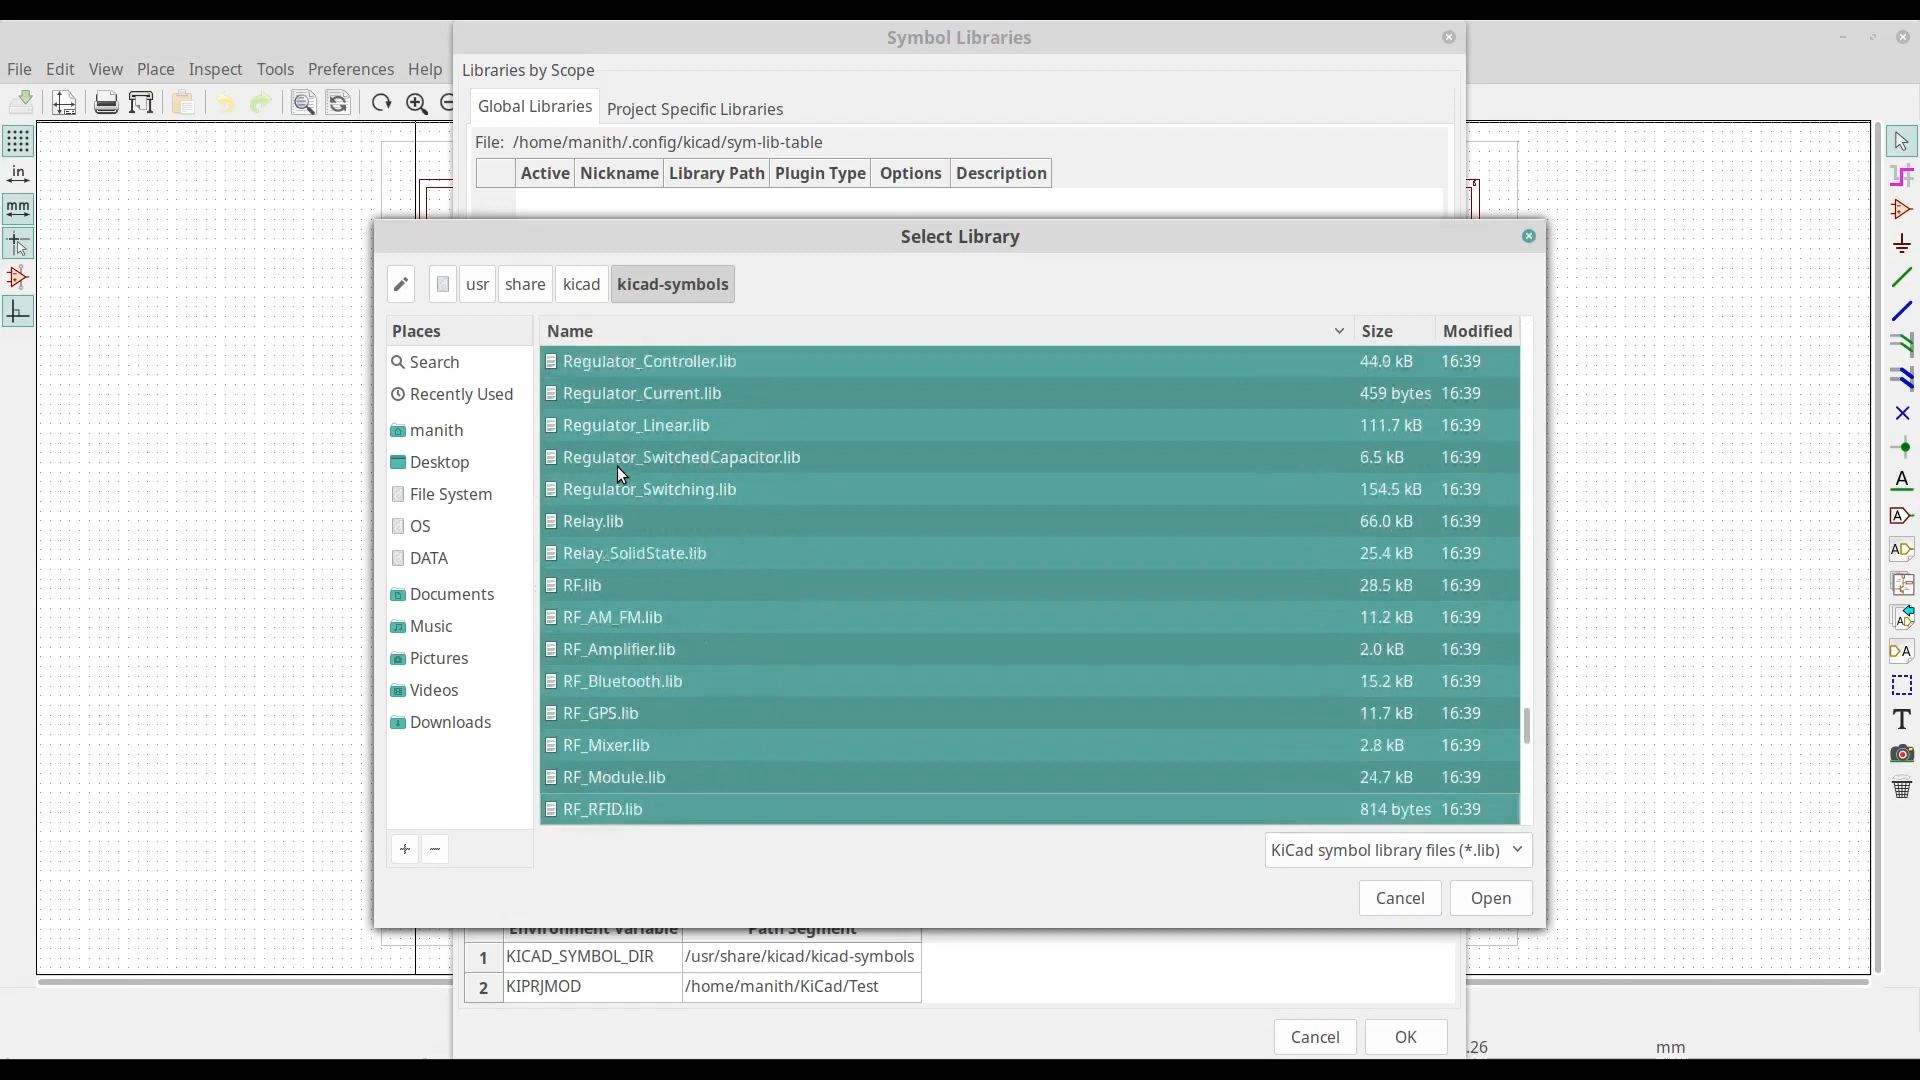 Symbol Libraries
File Edit View Place Inspect Tools Preferences Help
Libraries by Scope
Global Libraries Project Specific Libraries
File: /home/manith/.config/kicad/sym-lib-table
Active Nickname Library Path Plugin Type Options Description
in
mm
Select Library
usr share kicad kicad-symbols
Places
Search
Recently Used
manith
Desktop
File System
OS
DATA
Documents
Music
Pictures
Videos
Downloads
Name Size Modified
Regulator_Controller.lib 44.0 kB 16:39
Regulator_Current.lib 459 bytes 16:39
Regulator_Linear.lib 111.7 kB 16:39
Regulator_SwitchedCapacitor.lib 6.5 kB 16:39
Regulator_Switching.lib 154.5 kB 16:39
Relay.lib 66.0 kB 16:39
Relay_SolidState.lib 25.4 kB 16:39
RF.lib 28.5 kB 16:39
RF_AM_FM.lib 11.2 kB 16:39
RF_Amplifier.lib 2.0 kB 16:39
RF_Bluetooth.lib 15.2 kB 16:39
RF_GPS.lib 11.7 kB 16:39
RF_Mixer.lib 2.8 kB 16:39
RF_Module.lib 24.7 kB 16:39
RF_RFID.lib 814 bytes 16:39
KiCad symbol library files (*.lib)
Cancel Open
Environment Variable Path Segment
1 KICAD_SYMBOL_DIR /usr/share/kicad/kicad-symbols
2 KIPRJMOD /home/manith/KiCad/Test
Cancel OK
.26 mm